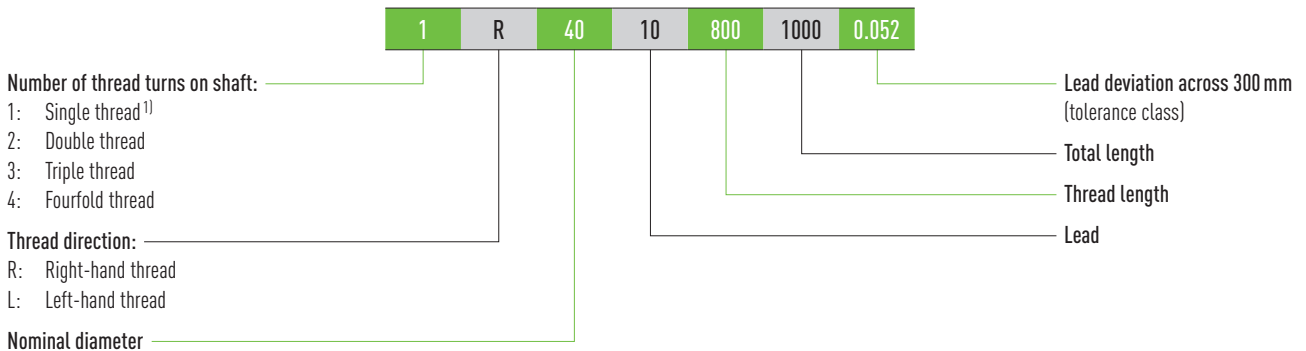 1 R 40 10 800 1000 0.052
Number of thread turns on shaft:
1: Single thread 1)
2: Double thread
3: Triple thread
4: Fourfold thread
Thread direction:
R: Right-hand thread
L: Left-hand thread
Nominal diameter
Lead deviation across 300 mm
(tolerance class)
Total length
Thread length
Lead